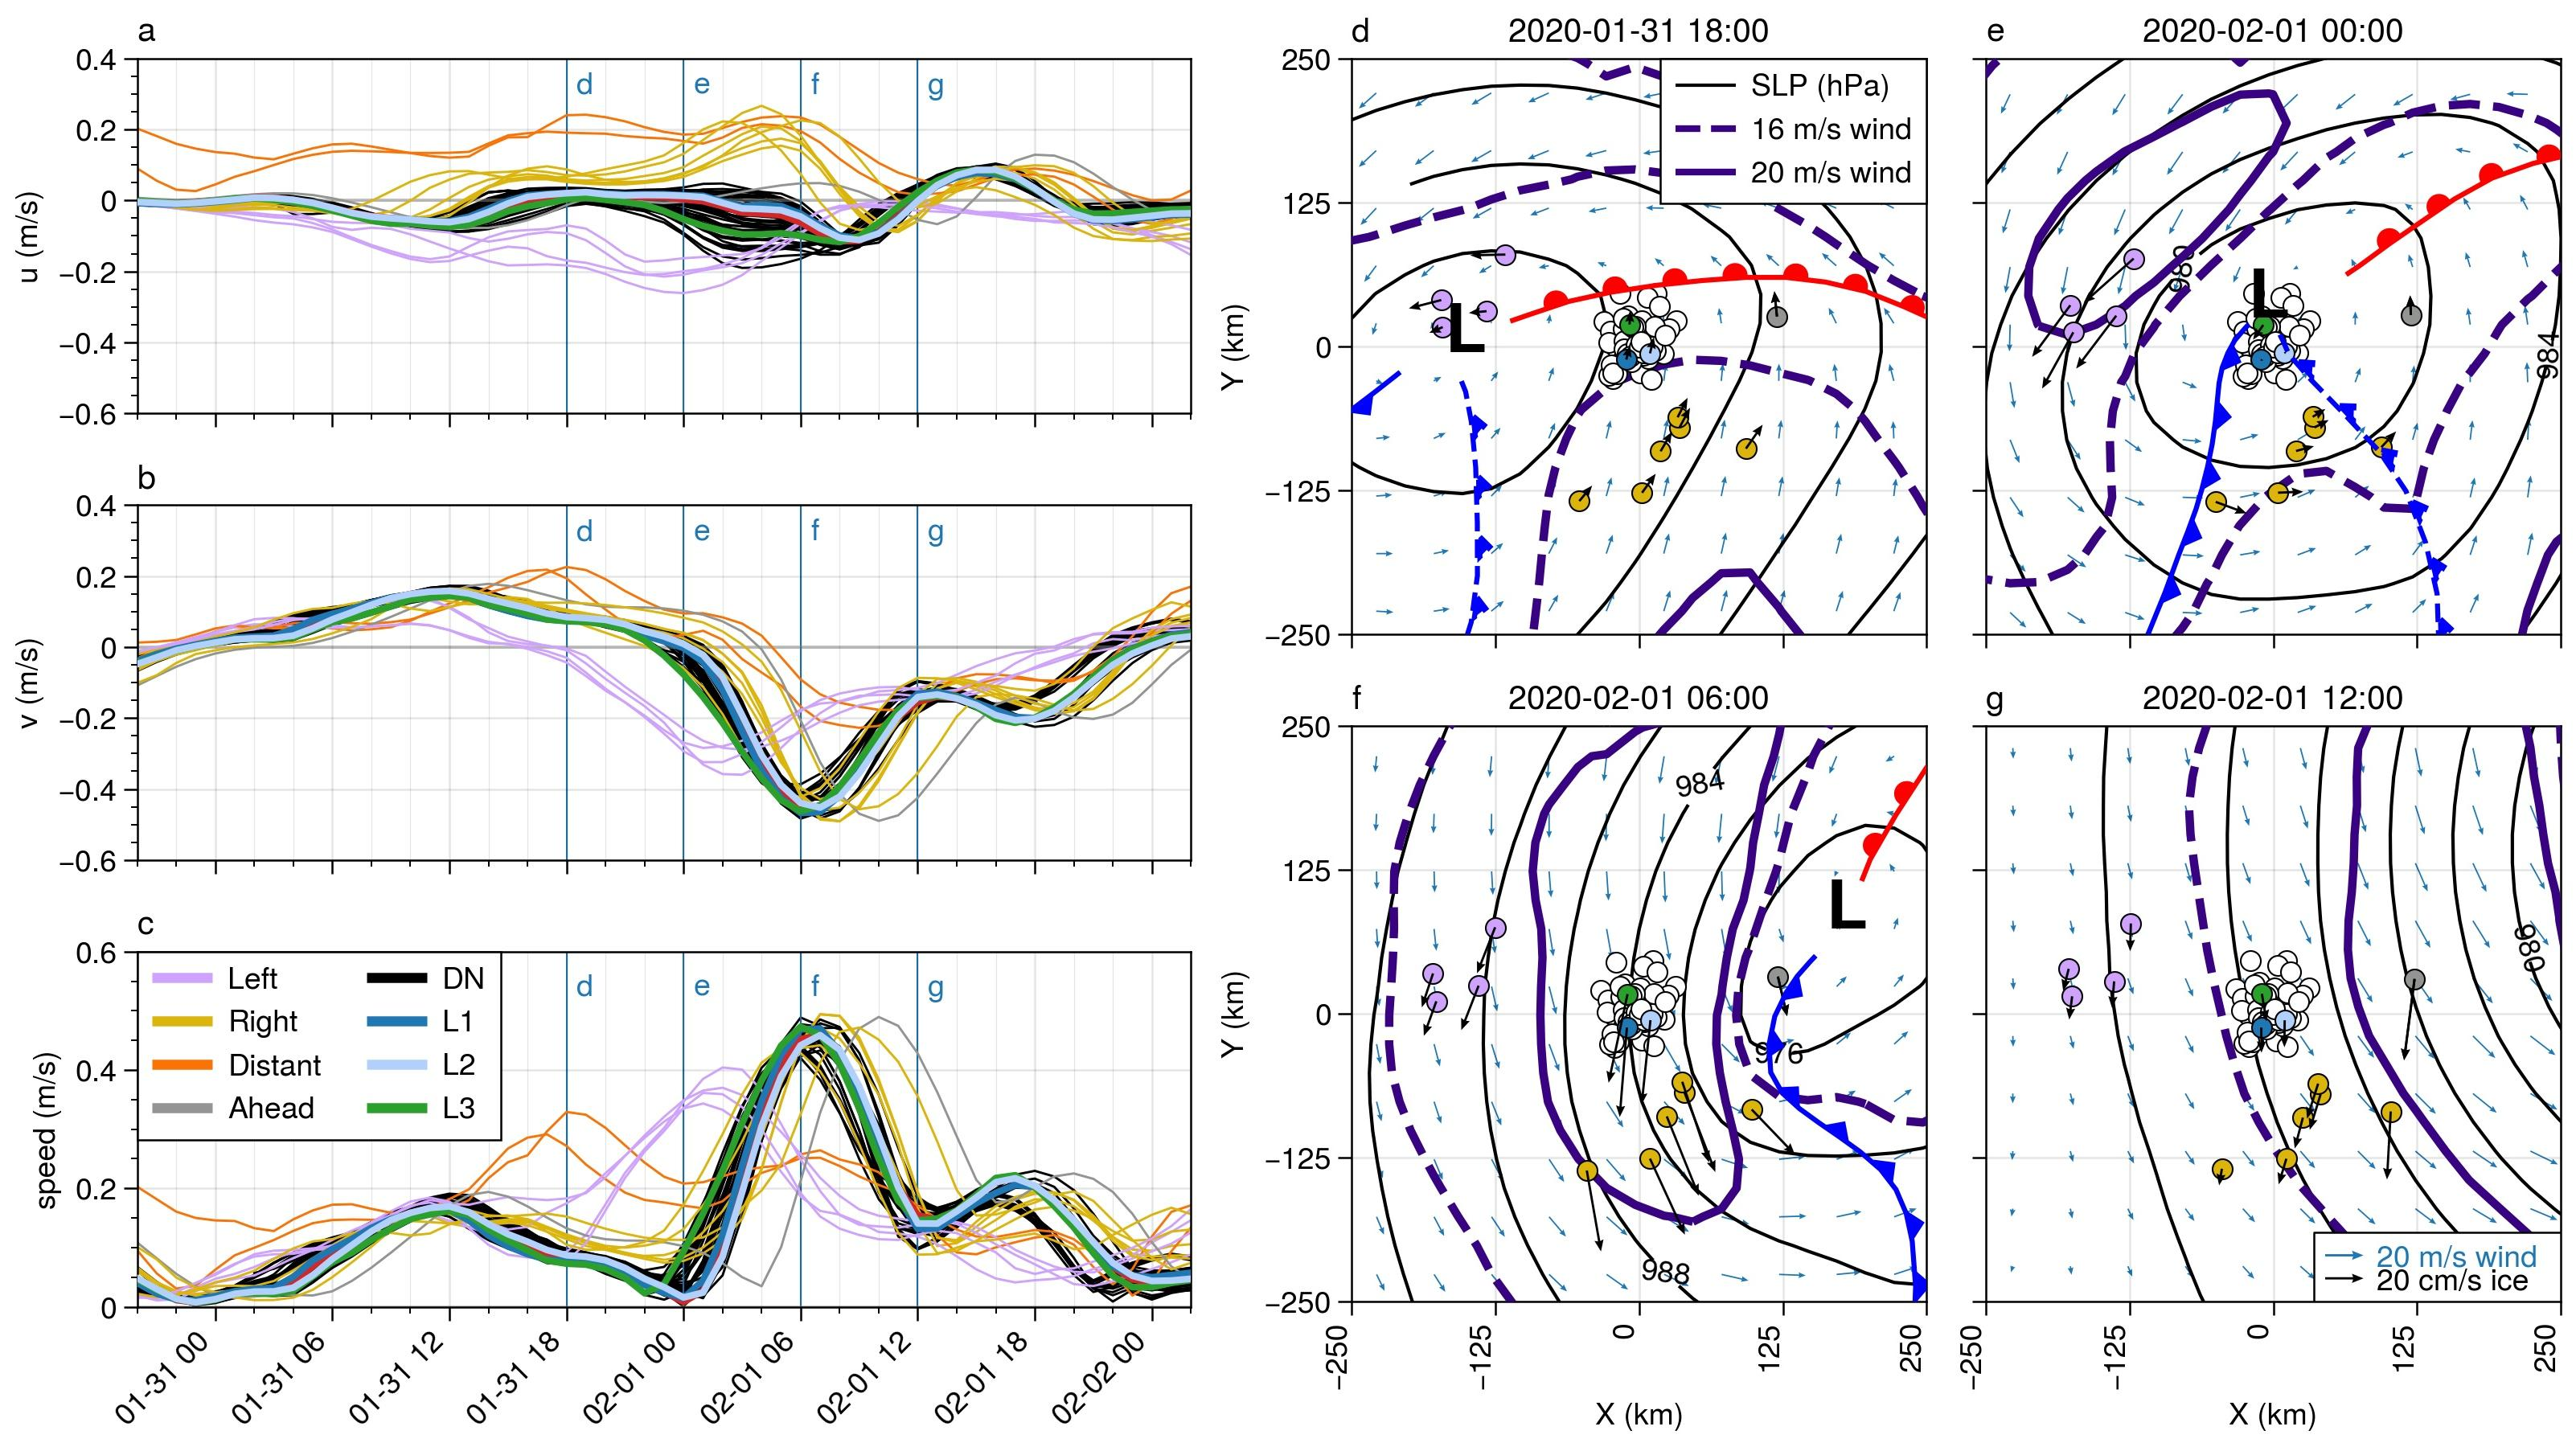 a
0.4
0.2
0
−0.2
−0.4
−0.6
u (m/s)
d
e
f
g
b
0.4
0.2
0
−0.2
−0.4
−0.6
v (m/s)
d
e
f
g
c
0.6
0.4
0.2
0
speed (m/s)
d
e
f
g
Left
Right
Distant
Ahead
DN
L1
L2
L3
01-31 00
01-31 06
01-31 12
01-31 18
02-01 00
02-01 06
02-01 12
02-01 18
02-02 00
d
2020-01-31 18:00
250
125
0
−125
−250
Y (km)
SLP (hPa)
16 m/s wind
20 m/s wind
L
e
2020-02-01 00:00
980
984
L
f
2020-02-01 06:00
250
125
0
−125
−250
Y (km)
984
976
988
L
−250
−125
0
125
250
X (km)
g
2020-02-01 12:00
980
20 m/s wind
20 cm/s ice
−250
−125
0
125
250
X (km)